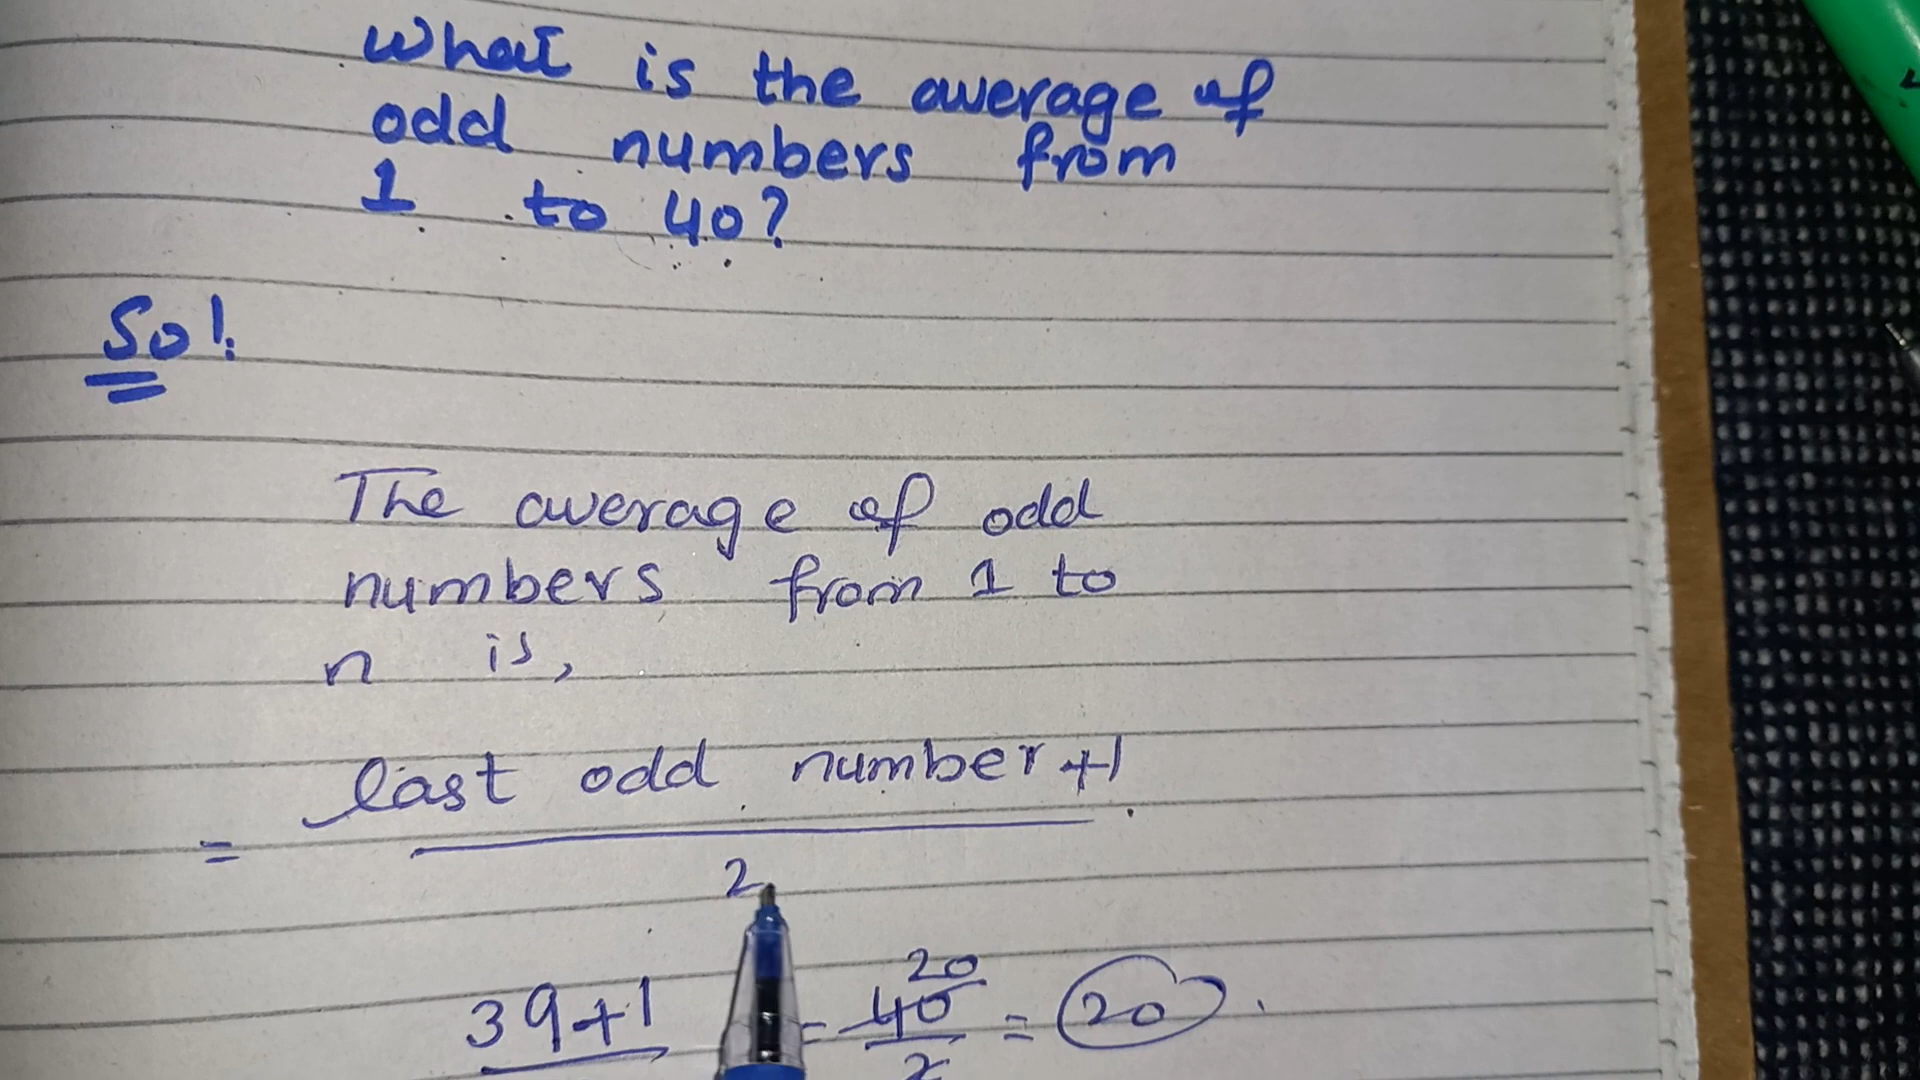 What is the average of
odd numbers from
1 to 40?
Sol:
The average of odd
numbers from 1 to
n is,
last odd number +1
=
2
20
39+1 = 40 = 20.
2